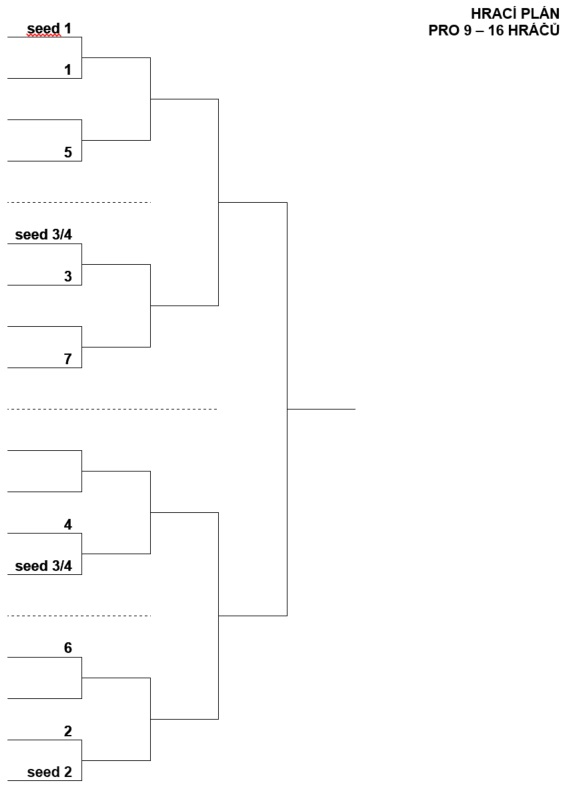 HRACÍ PLÁN
PRO 9 – 16 HRÁČŮ
seed 1
1
5
seed 3/4
3
7
4
seed 3/4
6
2
seed 2